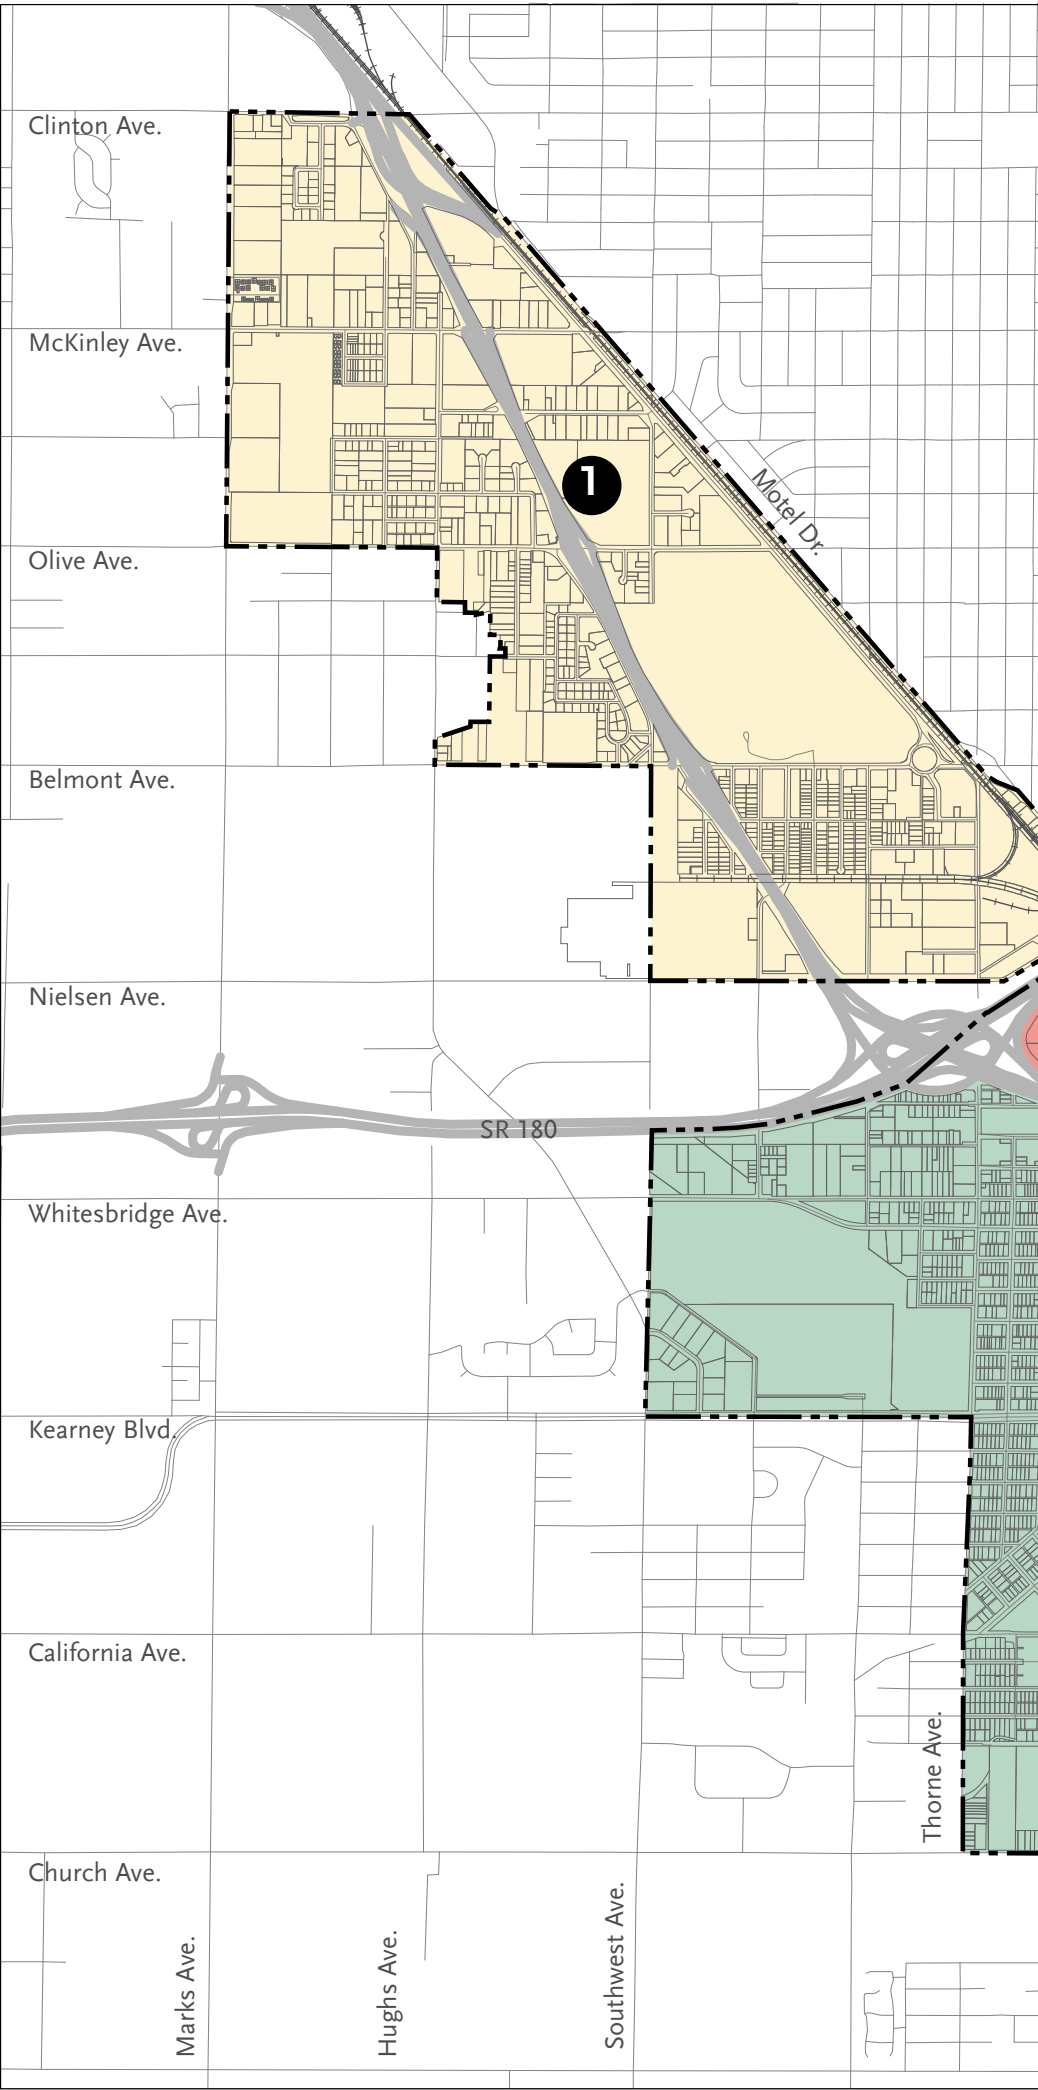 Clinton Ave.
McKinley Ave.
1
Motel Dr.
Olive Ave.
Belmont Ave.
Nielsen Ave.
SR 180
Whitesbridge Ave.
Kearney Blvd.
California Ave.
Thorne Ave.
Church Ave.
Marks Ave.
Hughs Ave.
Southwest Ave.